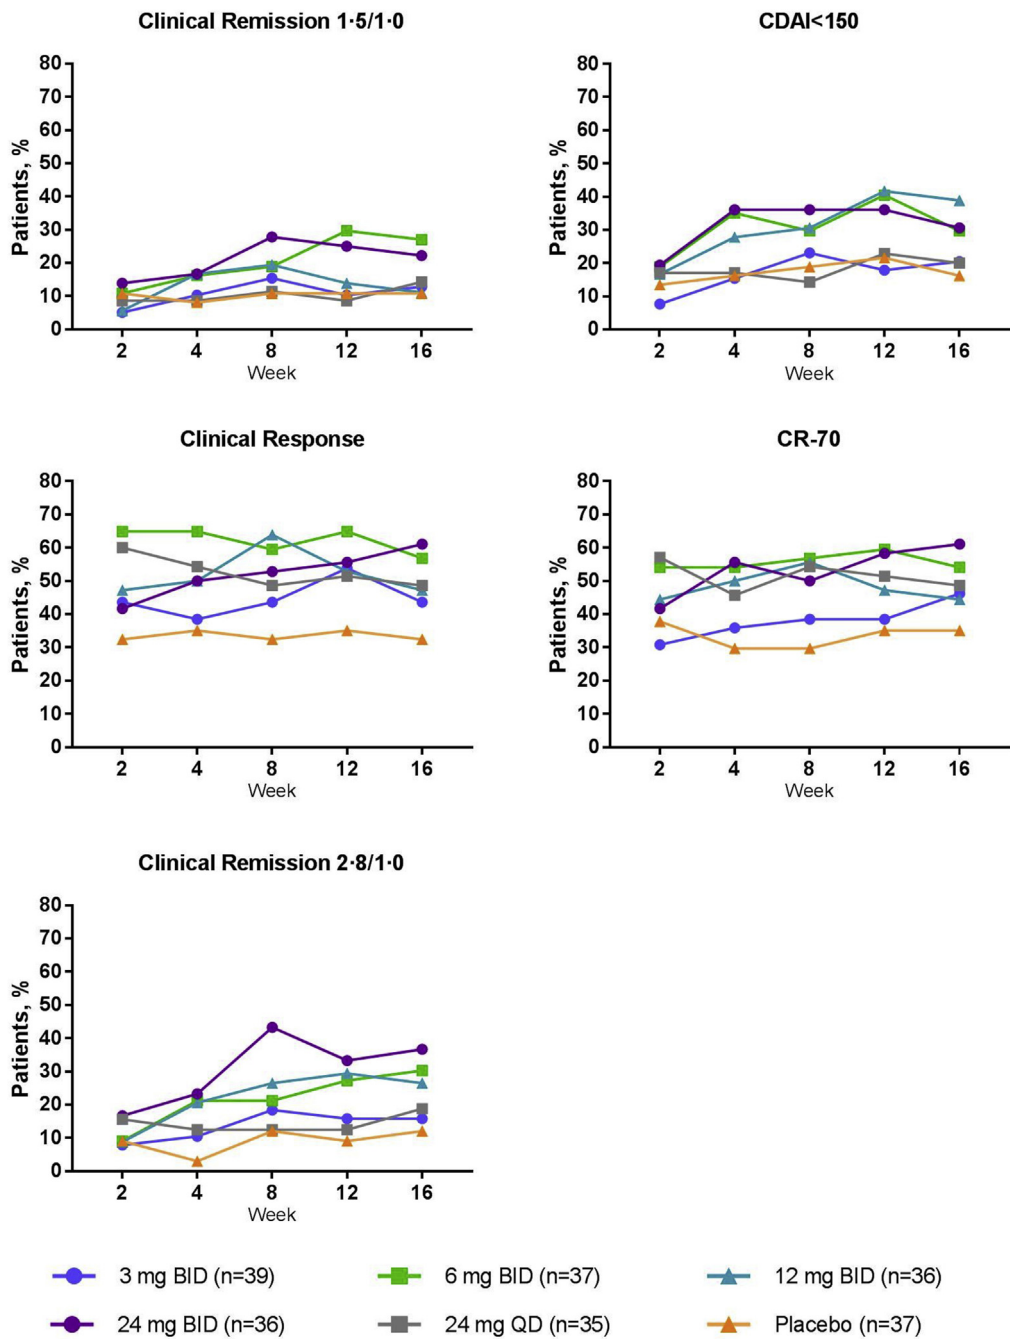 Clinical Remission 1·5/1·0
Patients, %
80
70
60
50
40
30
20
10
0
2 4 8 12 16
Week
CDAI<150
Patients, %
80
70
60
50
40
30
20
10
0
2 4 8 12 16
Week
Clinical Response
Patients, %
80
70
60
50
40
30
20
10
0
2 4 8 12 16
Week
CR-70
Patients, %
80
70
60
50
40
30
20
10
0
2 4 8 12 16
Week
Clinical Remission 2·8/1·0
Patients, %
80
70
60
50
40
30
20
10
0
2 4 8 12 16
Week
3 mg BID (n=39) 6 mg BID (n=37) 12 mg BID (n=36)
24 mg BID (n=36) 24 mg QD (n=35) Placebo (n=37)